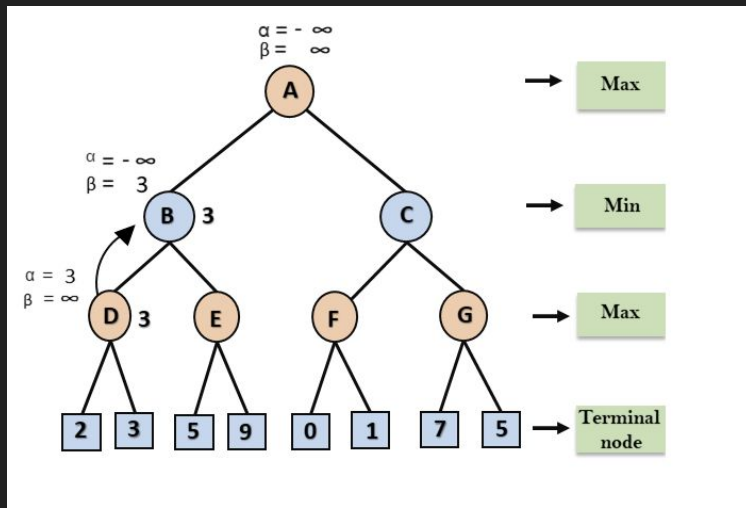 α = - ∞
β = ∞
A
Max
α = - ∞
β = 3
B 3
C
Min
α = 3
β = ∞
D 3
E
F
G
Max
2 3 5 9 0 1 7 5
Terminal
node